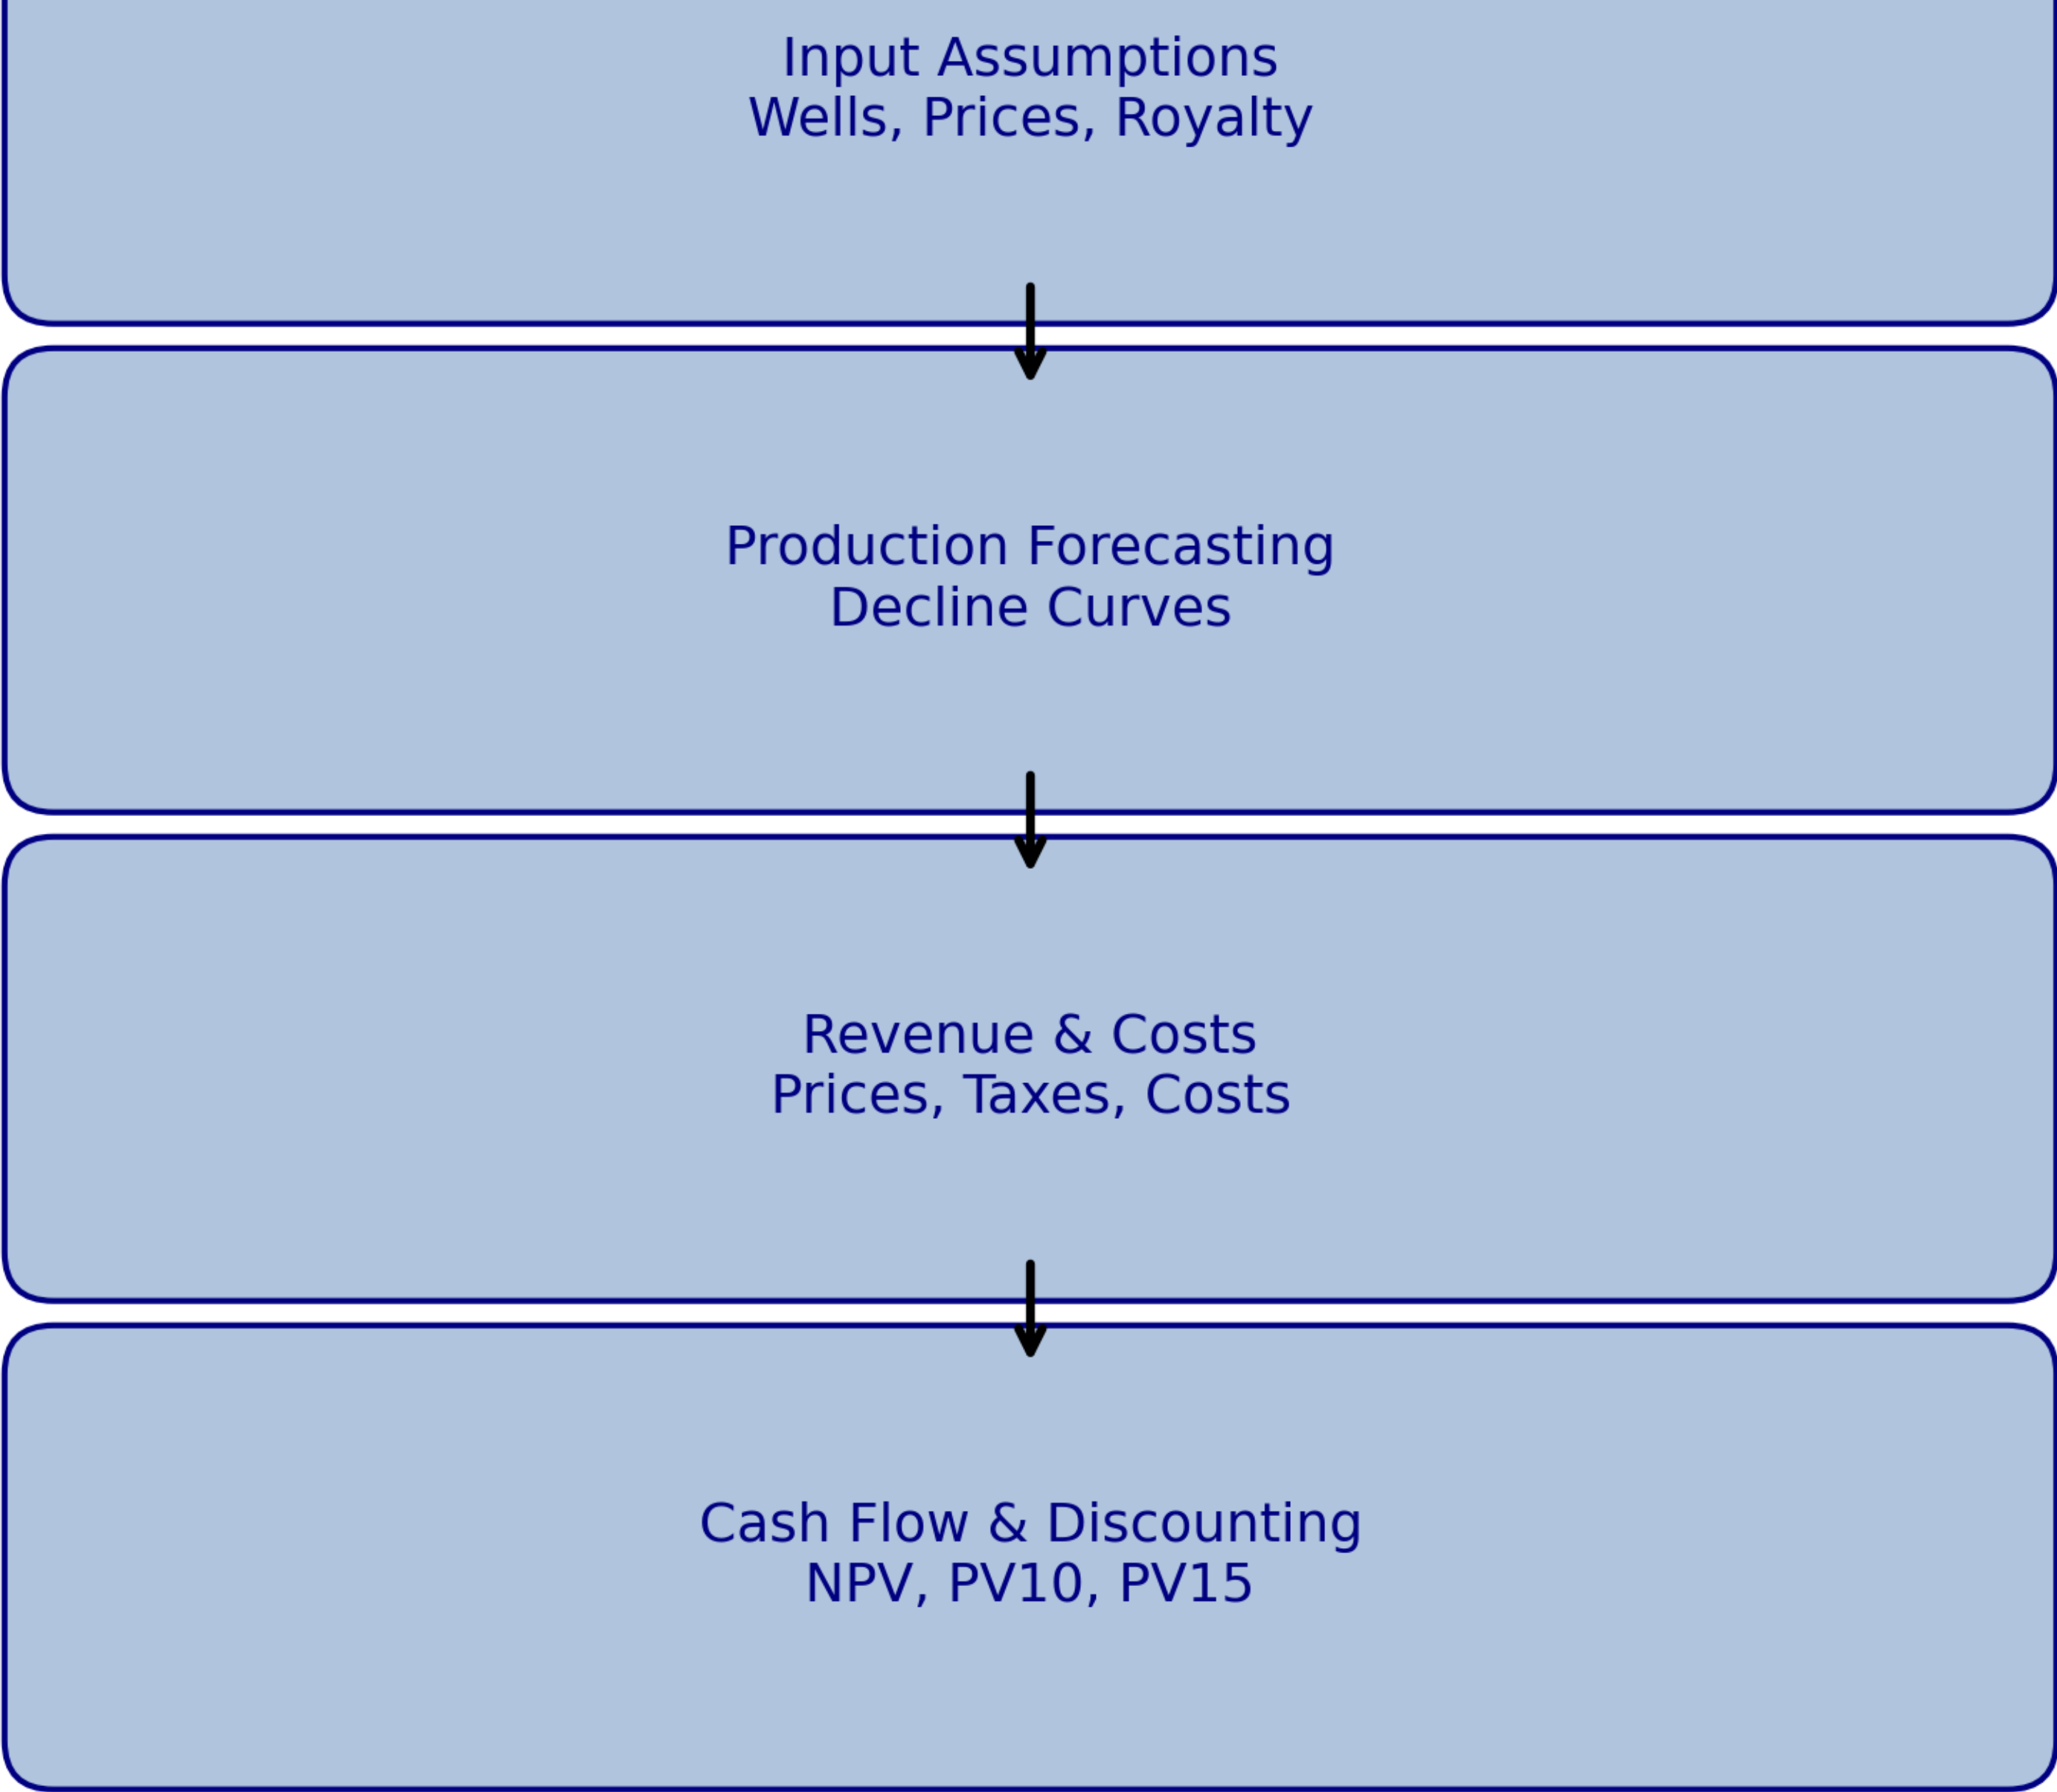 Input Assumptions
Wells, Prices, Royalty
Production Forecasting
Decline Curves
Revenue & Costs
Prices, Taxes, Costs
Cash Flow & Discounting
NPV, PV10, PV15